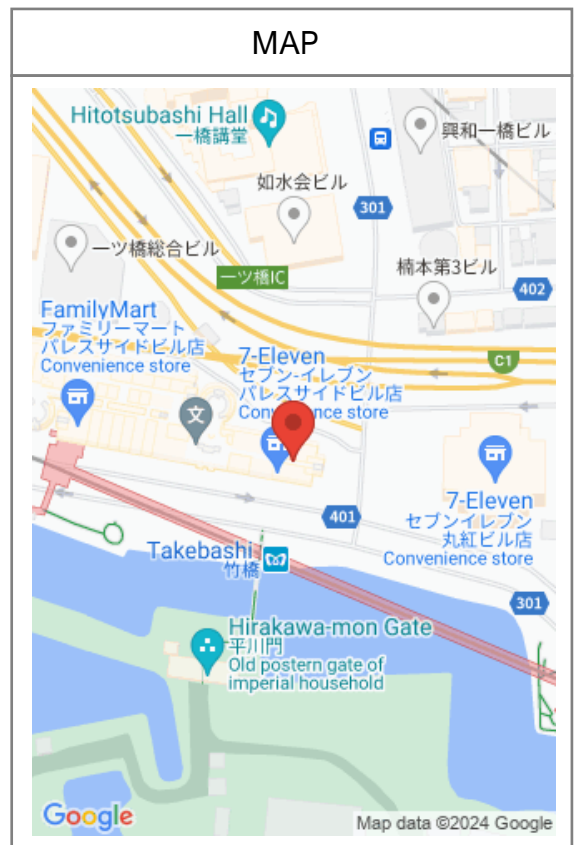 MAP
Hitotsubashi Hall
一橋講堂
興和一橋ビル
如水会ビル
301
一ツ橋総合ビル
一ツ橋IC
楠本第3ビル
402
FamilyMart
ファミリーマート
パレスサイドビル店
Convenience store
7-Eleven
セブン-イレブン
パレスサイドビル店
C1
文
401
7-Eleven
セブンイレブン
丸紅ビル店
Convenience store
Takebashi
竹橋
301
Hirakawa-mon Gate
平川門
Old postern gate of
imperial household
Google
Map data ©2024 Google